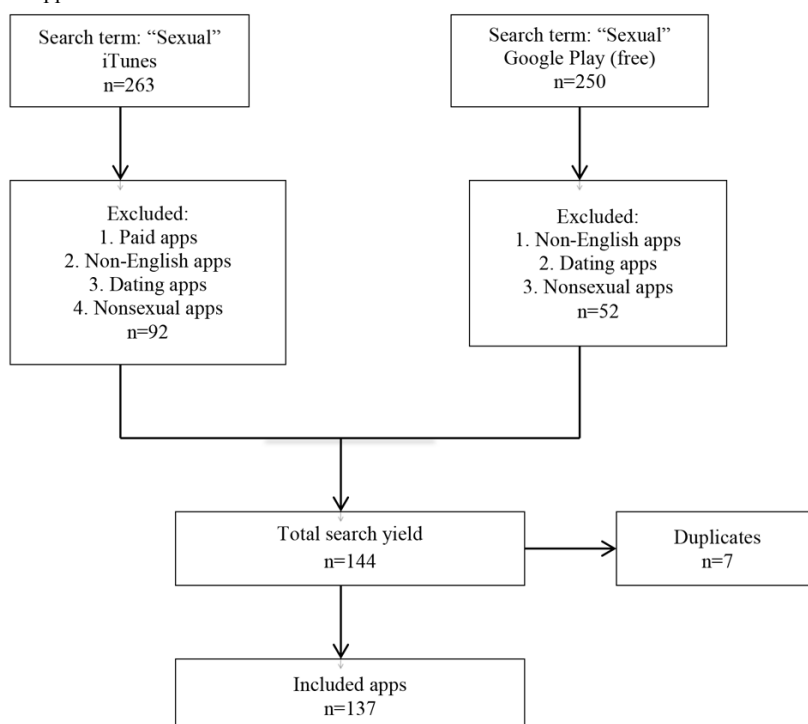 Search term: “Sexual”
iTunes
n=263
Search term: “Sexual”
Google Play (free)
n=250
Excluded:
1. Paid apps
2. Non-English apps
3. Dating apps
4. Nonsexual apps
n=92
Excluded:
1. Non-English apps
2. Dating apps
3. Nonsexual apps
n=52
Total search yield
n=144
Duplicates
n=7
Included apps
n=137